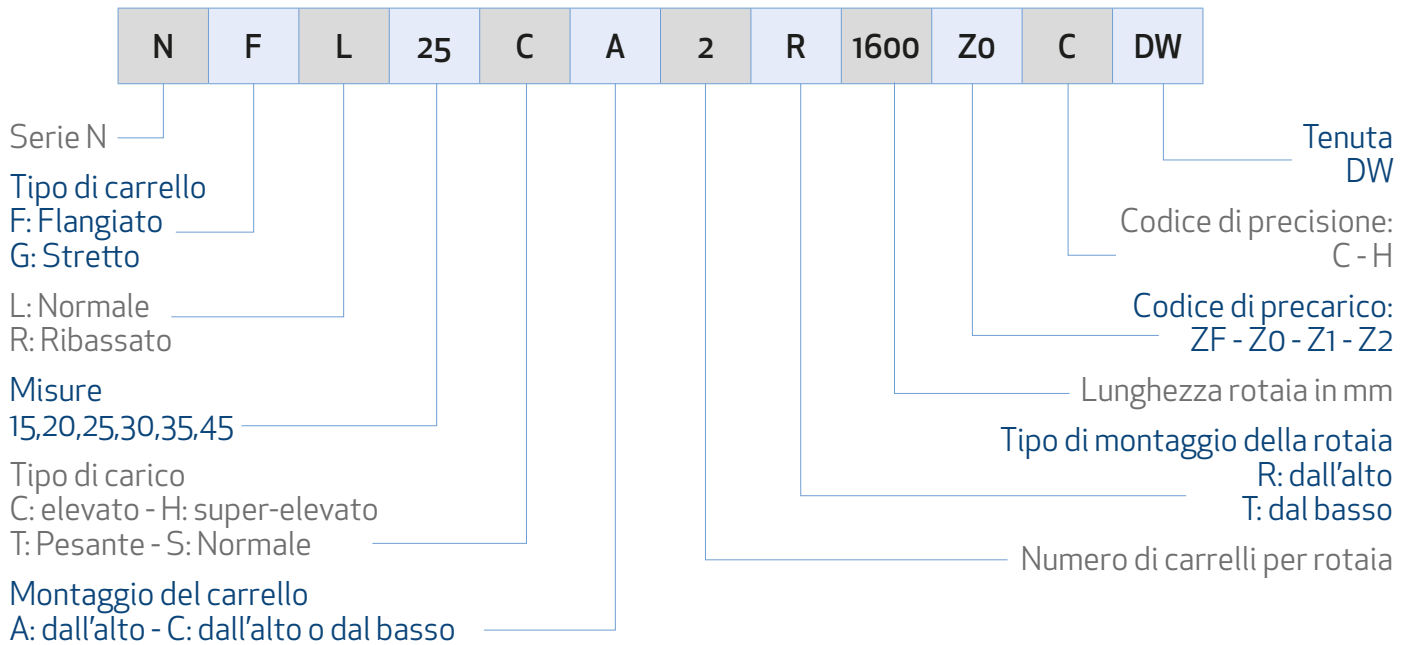 N F L 25 C A 2 R 1600 Z0 C DW
Serie N
Tipo di carrello
F: Flangiato
G: Stretto
L: Normale
R: Ribassato
Misure
15,20,25,30,35,45
Tipo di carico
C: elevato - H: super-elevato
T: Pesante - S: Normale
Montaggio del carrello
A: dall'alto - C: dall'alto o dal basso
Tenuta
DW
Codice di precisione:
C - H
Codice di precarico:
ZF - Z0 - Z1 - Z2
Lunghezza rotaia in mm
Tipo di montaggio della rotaia
R: dall'alto
T: dal basso
Numero di carrelli per rotaia